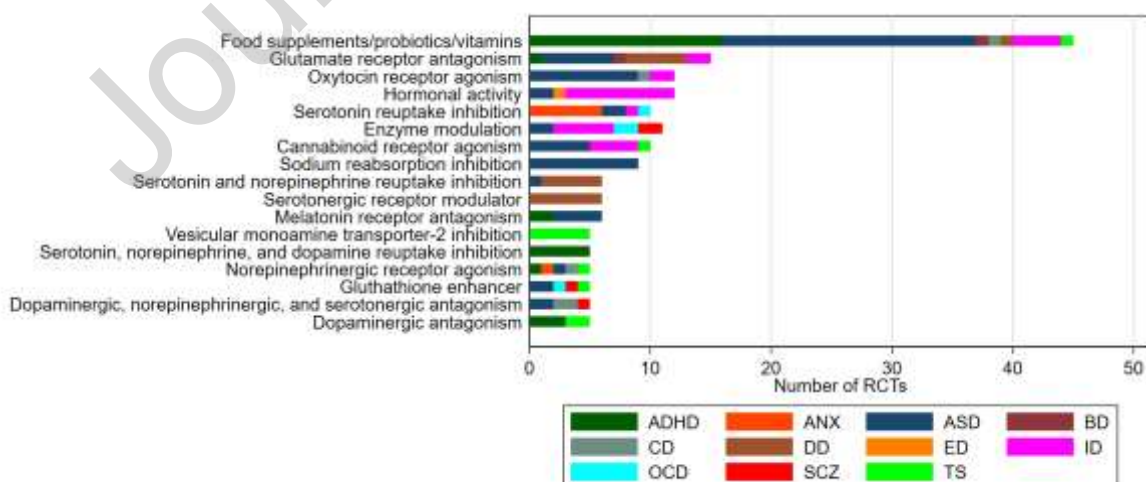 Jou
Food supplements/probiotics/vitamins
Glutamate receptor antagonism
Oxytocin receptor agonism
Hormonal activity
Serotonin reuptake inhibition
Enzyme modulation
Cannabinoid receptor agonism
Sodium reabsorption inhibition
Serotonin and norepinephrine reuptake inhibition
Serotonergic receptor modulator
Melatonin receptor antagonism
Vesicular monoamine transporter-2 inhibition
Serotonin, norepinephrine, and dopamine reuptake inhibition
Norepinephrinergic receptor agonism
Gluthathione enhancer
Dopaminergic, norepinephrinergic, and serotonergic antagonism
Dopaminergic antagonism
0 10 20 30 40 50
Number of RCTs
ADHD ANX ASD BD
CD DD ED ID
OCD SCZ TS